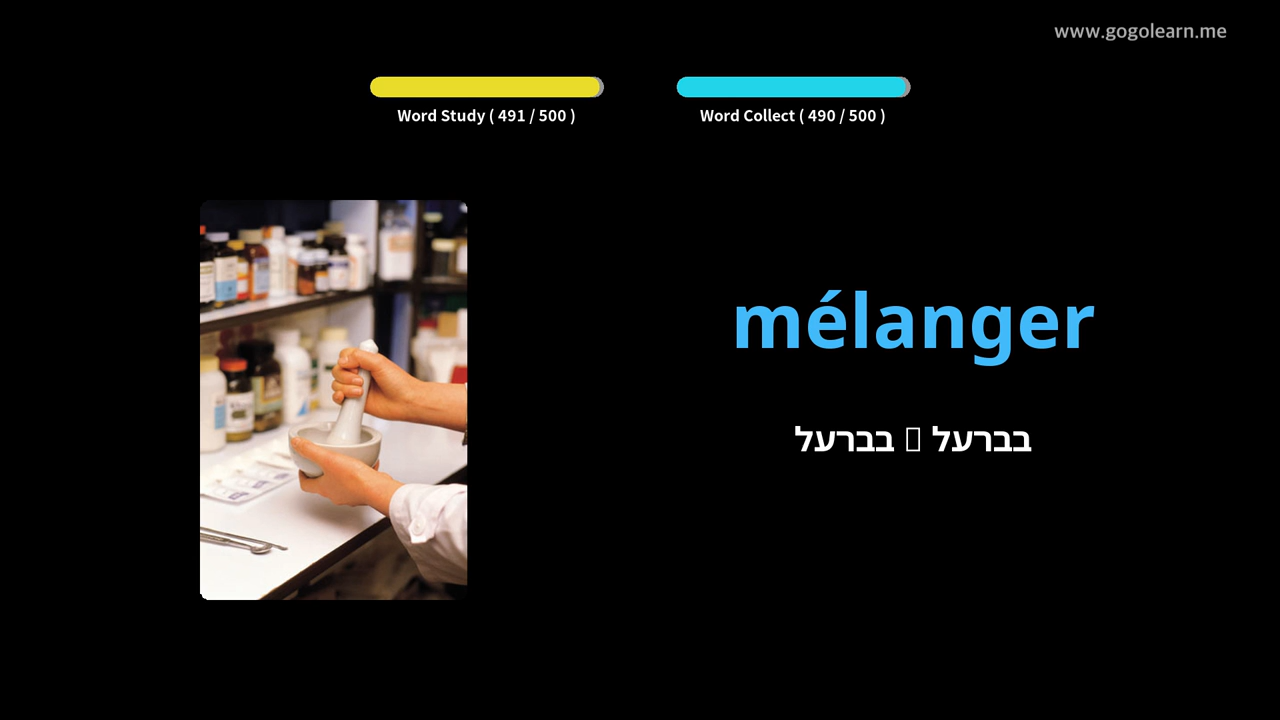 www.gogolearn.me
Word Study ( 491 / 500 )
Word Collect ( 490 / 500 )
mélanger
בברעל ▯ בברעל